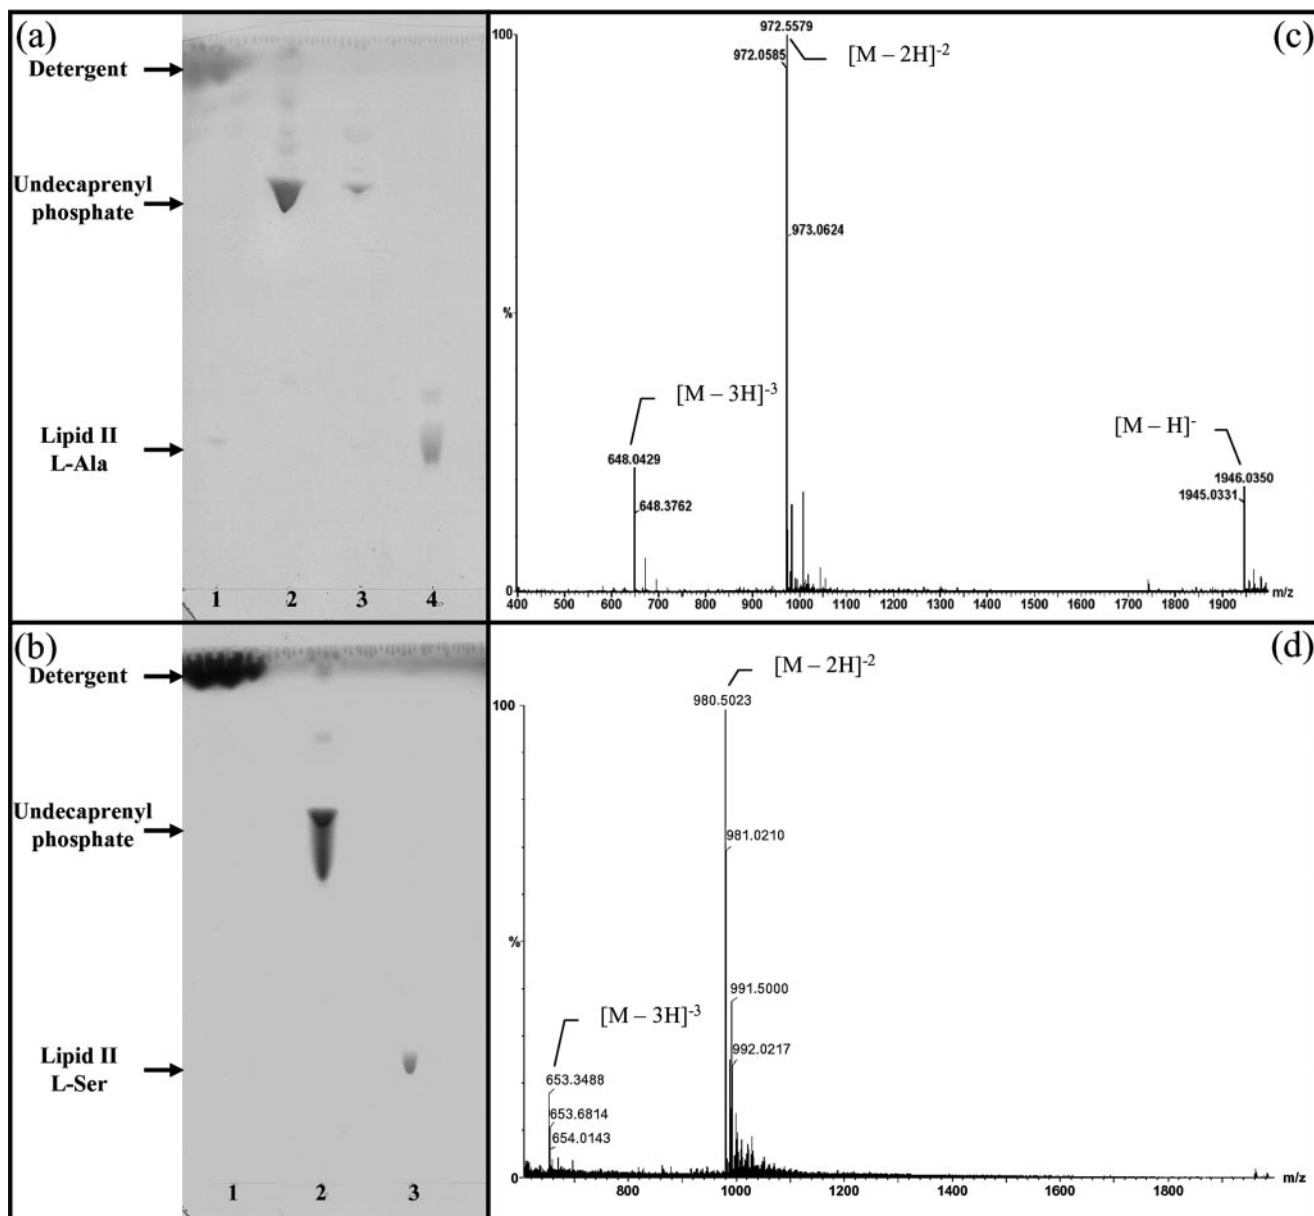 (a)
Detergent
Undecaprenyl
phosphate
Lipid II
L-Ala
1 2 3 4
(c)
100
%
0
972.5579
972.0585
[M – 2H]-2
973.0624
[M – 3H]-3
648.0429
648.3762
[M – H]-
1946.0350
1945.0331
400 500 600 700 800 900 1000 1100 1200 1300 1400 1500 1600 1700 1800 1900 m/z
(b)
Detergent
Undecaprenyl
phosphate
Lipid II
L-Ser
1 2 3
(d)
[M – 2H]-2
980.5023
100
981.0210
%
991.5000
992.0217
[M – 3H]-3
653.3488
653.6814
654.0143
0
800 1000 1200 1400 1600 1800 m/z